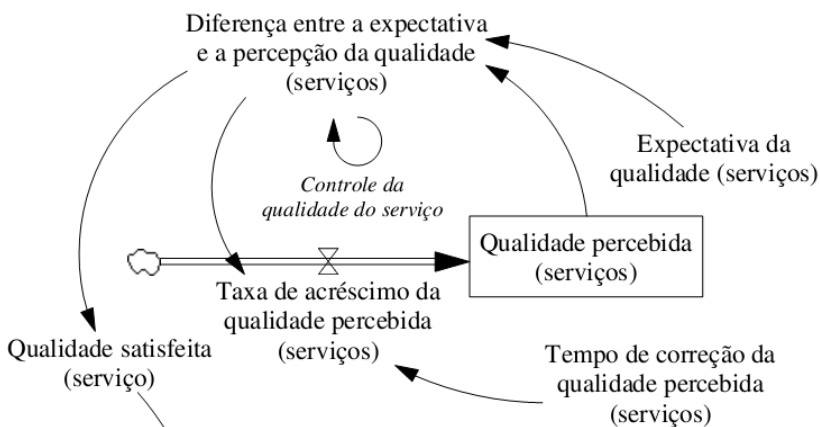 Diferença entre a expectativa
e a percepção da qualidade
(serviços)
Expectativa da
qualidade (serviços)
Controle da
qualidade do serviço
Qualidade percebida
(serviços)
Taxa de acréscimo da
qualidade percebida
(serviços)
Qualidade satisfeita
(serviço)
Tempo de correção da
qualidade percebida
(serviços)